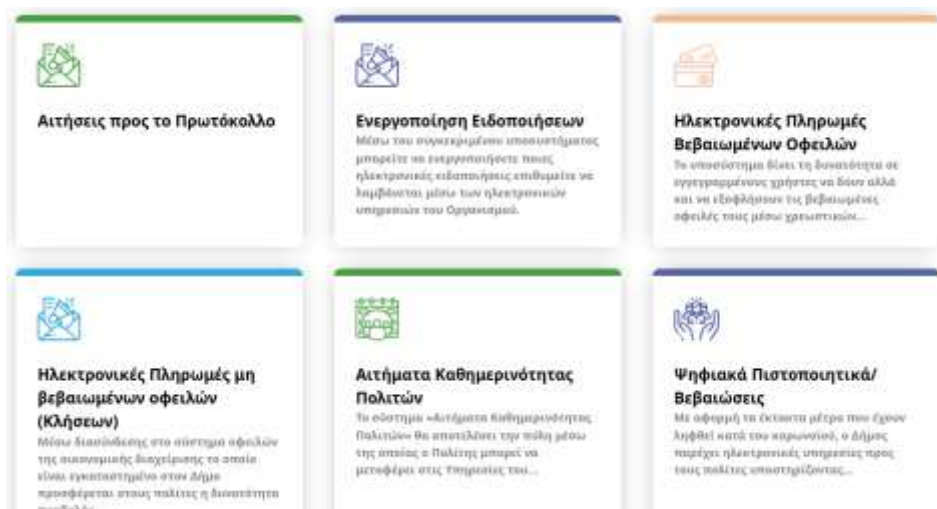 Αιτήσεις προς το Πρωτόκολλο
Ενεργοποίηση Ειδοποιήσεων
Μέσω του συγκεκριμένου υποσυστήματος
μπορείτε να ενεργοποιήσετε ποιες
ηλεκτρονικές ειδοποιήσεις επιθυμείτε να
λαμβάνεται μέσω των ηλεκτρονικών
υπηρεσιών του Οργανισμού.
Ηλεκτρονικές Πληρωμές
Βεβαιωμένων Οφειλών
Το υποσύστημα δίνει τη δυνατότητα σε
εγγεγραμμένους χρήστες να δουν αλλά
και να εξοφλήσουν τις βεβαιωμένες
οφειλές τους μέσω χρεωστικών...
Ηλεκτρονικές Πληρωμές μη
βεβαιωμένων οφειλών
(Κλήσεων)
Μέσω διασύνδεσης στο σύστημα οφειλών
της οικονομικής διαχείρισης το οποίο
είναι εγκατεστημένο στον Δήμο
προσφέρεται στους πολίτες η δυνατότητα
Αιτήματα Καθημερινότητας
Πολιτών
Το σύστημα «Αιτήματα Καθημερινότητας
Πολιτών» θα αποτελέσει την πύλη μέσω
της οποίας ο Πολίτης μπορεί να
μεταφέρει στις Υπηρεσίες του...
Ψηφιακά Πιστοποιητικά/
Βεβαιώσεις
Με αφορμή τα έκτακτα μέτρα που έχουν
ληφθεί κατά του κορωνοϊού, ο Δήμος
παρέχει ηλεκτρονικές υπηρεσίες προς
τους πολίτες υποστηρίζοντας...